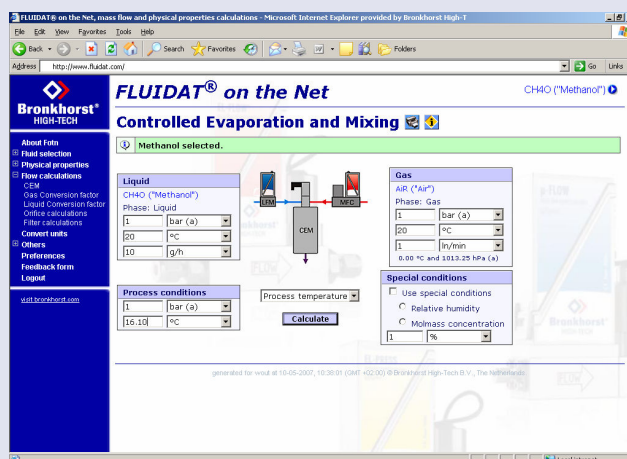 FLUIDAT® on the Net, mass flow and physical properties calculations - Microsoft Internet Explorer provided by Bronkhorst High-T
File Edit View Favorites Tools Help
Back Search Favorites Folders
Address http://www.fluidat.com/ Go Links
Bronkhorst®
HIGH-TECH
About Fotn
Fluid selection
Physical properties
Flow calculations
CEM
Gas Conversion factor
Liquid Conversion factor
Orifice calculations
Filter calculations
Convert units
Others
Preferences
Feedback form
Logout
visit bronkhorst.com
FLUIDAT® on the Net
CH4O ("Methanol")
Controlled Evaporation and Mixing
Methanol selected.
Liquid
CH4O ("Methanol")
Phase: Liquid
1 bar (a)
20 °C
10 g/h
LFM
MFC
CEM
Gas
AiR ("Air")
Phase: Gas
1 bar (a)
20 °C
1 ln/min
0.00 °C and 1013.25 hPa (a)
Process conditions
1 bar (a)
16.10 °C
Process temperature
Calculate
Special conditions
Use special conditions
Relative humidity
Molmass concentration
1 %
generated for wout at 10-05-2007, 10:38:01 (GMT +02:00) © Bronkhorst High-Tech B.V., The Netherlands.